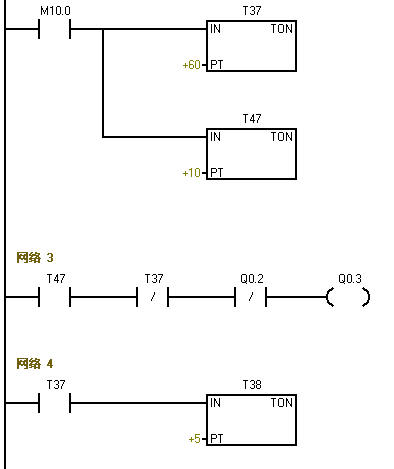 M10.0 T37
IN TON
+60 PT
T47
IN TON
+10 PT
网络 3
T47 T37 Q0.2 Q0.3
/ /
网络 4
T37 T38
IN TON
+5 PT